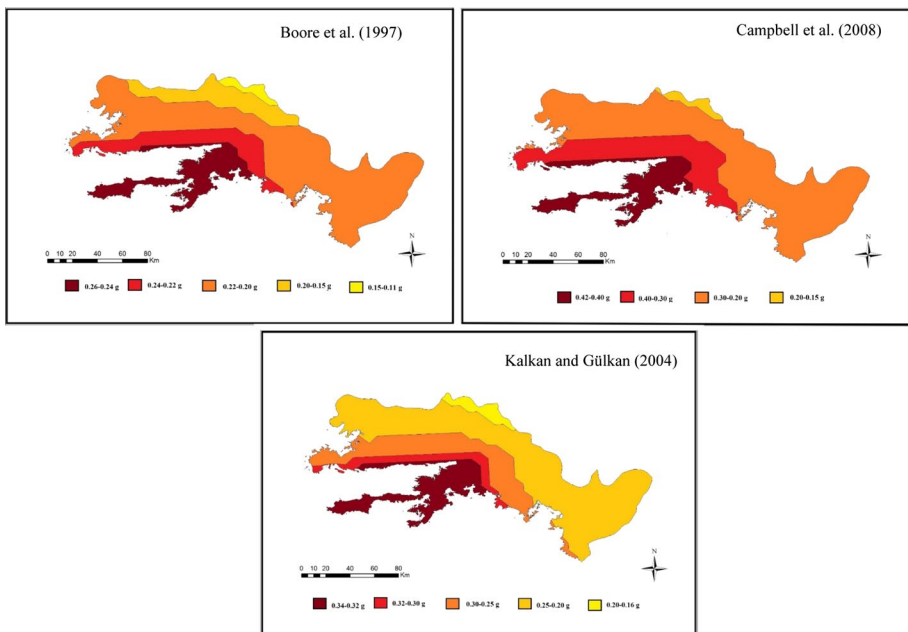 Boore et al. (1997)
N
0 10 20 40 60 80
Km
0.26-0.24 g 0.24-0.22 g 0.22-0.20 g 0.20-0.15 g 0.15-0.11 g
Campbell et al. (2008)
N
0 10 20 40 60 80
Km
0.42-0.40 g 0.40-0.30 g 0.30-0.20 g 0.20-0.15 g
Kalkan and Gülkan (2004)
N
0 10 20 40 60 80
Km
0.34-0.32 g 0.32-0.30 g 0.30-0.25 g 0.25-0.20 g 0.20-0.16 g